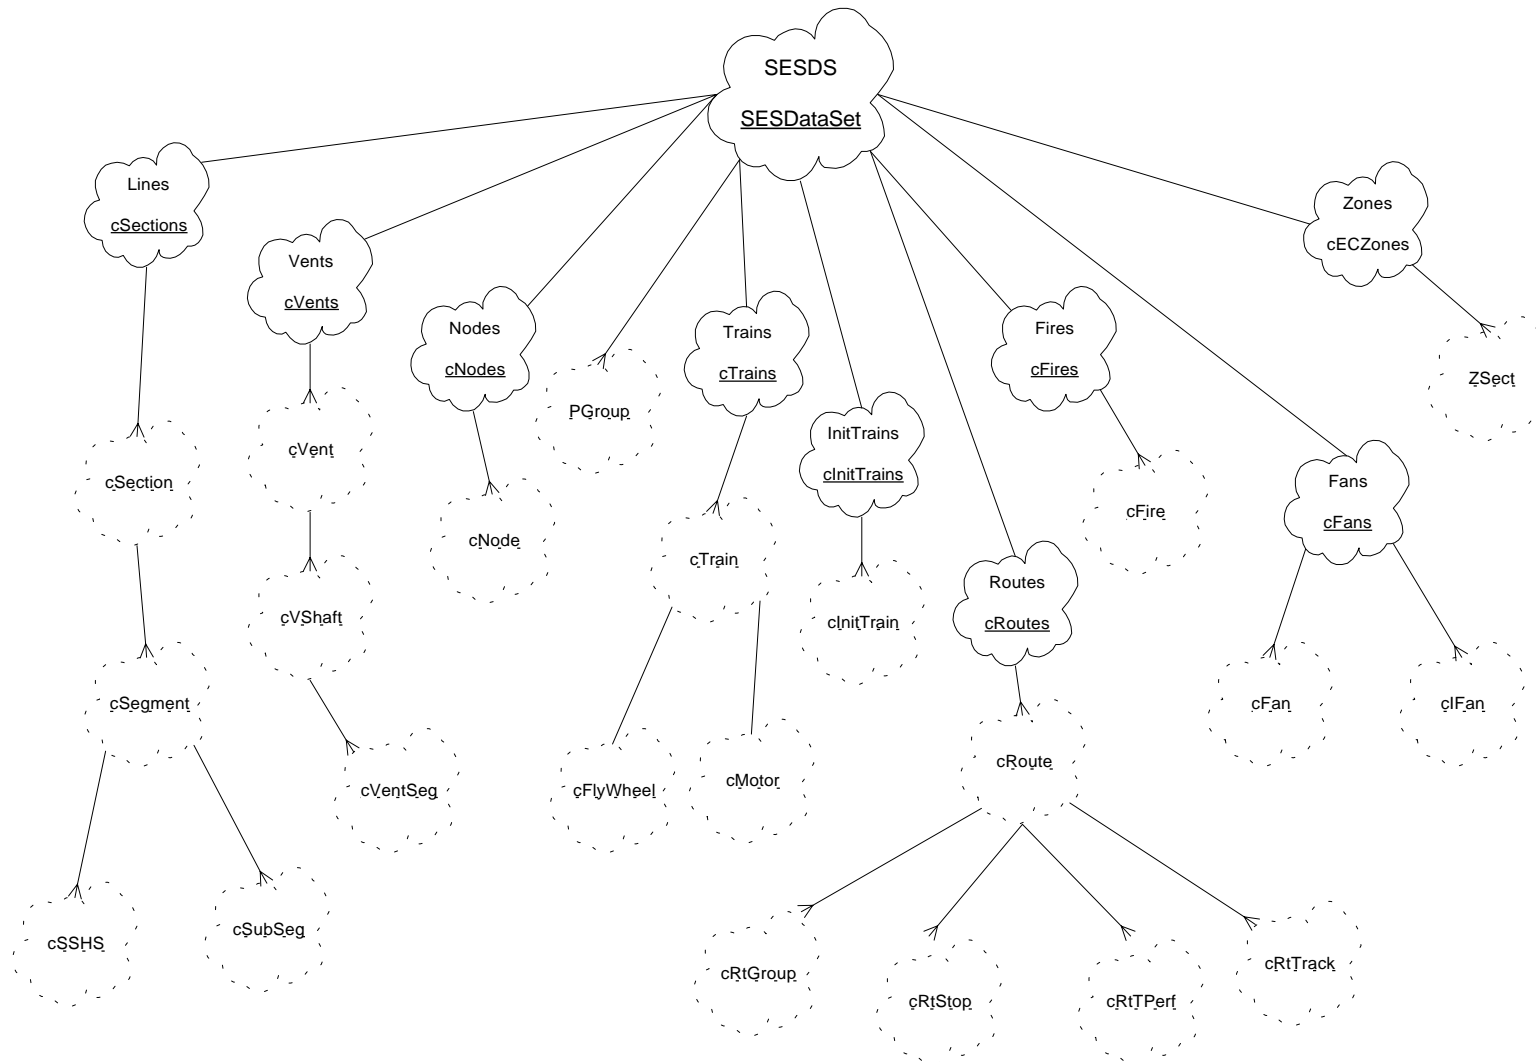 SESDS
SESDataSet
Lines
cSections
Zones
cECZones
Vents
cVents
Nodes
cNodes
Trains
cTrains
Fires
cFires
ZSect
PGroup
InitTrains
cInitTrains
cVent
cSection
Fans
cFans
cNode
cTrain
cFire
Routes
cRoutes
cVShaft
cInitTrain
cSegment
cFan
cIFan
cVentSeg
cFlyWheel
cMotor
cRoute
cSSHS
cSubSeg
cRtGroup
cRtStop
cRtTPerf
cRtTrack